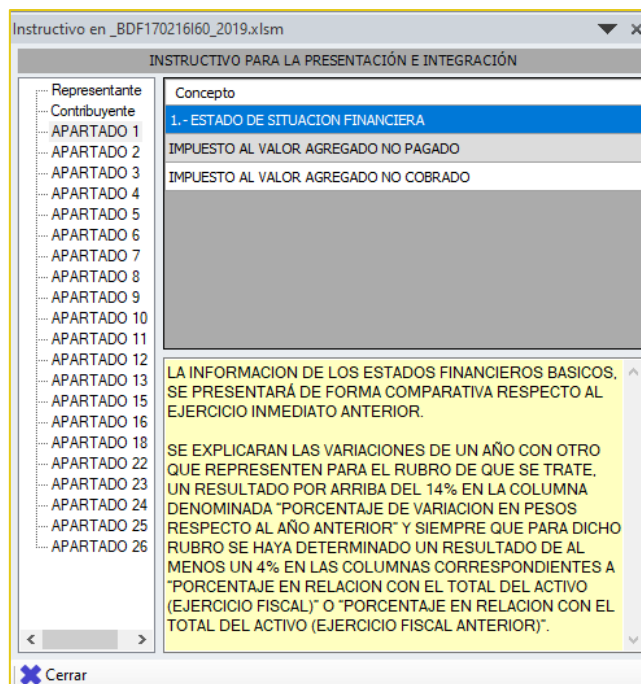 Instructivo en _BDF170216I60_2019.xlsm
INSTRUCTIVO PARA LA PRESENTACIÓN E INTEGRACIÓN
Representante
Contribuyente
APARTADO 1
APARTADO 2
APARTADO 3
APARTADO 4
APARTADO 5
APARTADO 6
APARTADO 7
APARTADO 8
APARTADO 9
APARTADO 10
APARTADO 11
APARTADO 12
APARTADO 13
APARTADO 15
APARTADO 16
APARTADO 18
APARTADO 22
APARTADO 23
APARTADO 24
APARTADO 25
APARTADO 26
Concepto
1.- ESTADO DE SITUACION FINANCIERA
IMPUESTO AL VALOR AGREGADO NO PAGADO
IMPUESTO AL VALOR AGREGADO NO COBRADO
LA INFORMACION DE LOS ESTADOS FINANCIEROS BASICOS,
SE PRESENTARÁ DE FORMA COMPARATIVA RESPECTO AL
EJERCICIO INMEDIATO ANTERIOR.
SE EXPLICARAN LAS VARIACIONES DE UN AÑO CON OTRO
QUE REPRESENTEN PARA EL RUBRO DE QUE SE TRATE,
UN RESULTADO POR ARRIBA DEL 14% EN LA COLUMNA
DENOMINADA "PORCENTAJE DE VARIACION EN PESOS
RESPECTO AL AÑO ANTERIOR" Y SIEMPRE QUE PARA DICHO
RUBRO SE HAYA DETERMINADO UN RESULTADO DE AL
MENOS UN 4% EN LAS COLUMNAS CORRESPONDIENTES A
"PORCENTAJE EN RELACION CON EL TOTAL DEL ACTIVO
(EJERCICIO FISCAL)" O "PORCENTAJE EN RELACION CON EL
TOTAL DEL ACTIVO (EJERCICIO FISCAL ANTERIOR)".
Cerrar